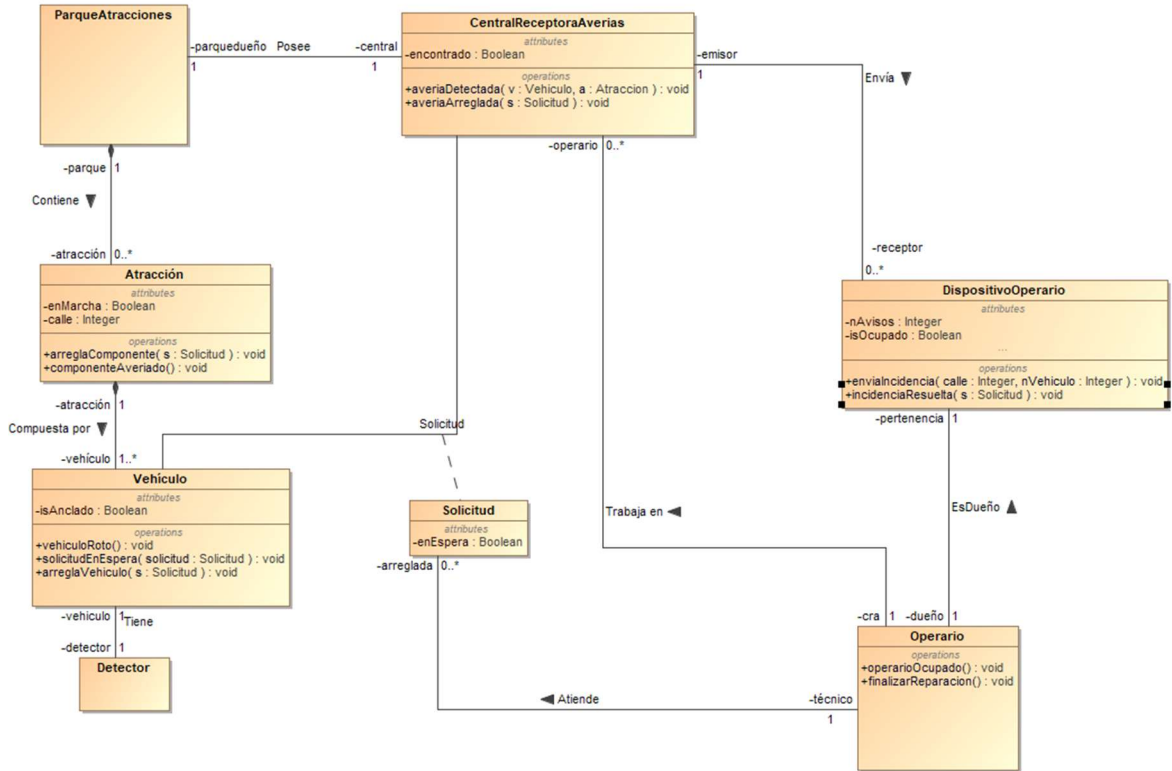 ParqueAtracciones
-parquedueño Posee -central
1 1
CentralReceptoraAverias
attributes
-encontrado : Boolean
operations
+averiaDetectada( v : Vehiculo, a : Atraccion ) : void
+averiaArreglada( s : Solicitud ) : void
-emisor
1
Envía
-receptor
0..*
-operario 0..*
-parque 1
Contiene
-atracción 0..*
Atracción
attributes
-enMarcha : Boolean
-calle : Integer
operations
+arreglaComponente( s : Solicitud ) : void
+componenteAveriado() : void
DispositivoOperario
attributes
-nAvisos : Integer
-isOcupado : Boolean
...
operations
+enviaIncidencia( calle : Integer, nVehiculo : Integer ) : void
+incidenciaResuelta( s : Solicitud ) : void
-atracción 1
Compuesta por
-vehículo 1..*
Solicitud
-pertenencia 1
Vehículo
attributes
-isAnclado : Boolean
operations
+vehiculoRoto() : void
+solicitudEnEspera( solicitud : Solicitud ) : void
+arreglaVehiculo( s : Solicitud ) : void
Solicitud
attributes
-enEspera : Boolean
-arreglada 0..*
Trabaja en
EsDueño
-vehiculo 1
Tiene
-detector 1
Detector
-cra 1
-dueño 1
Operario
operations
+operarioOcupado() : void
+finalizarReparacion() : void
Atiende
-técnico
1